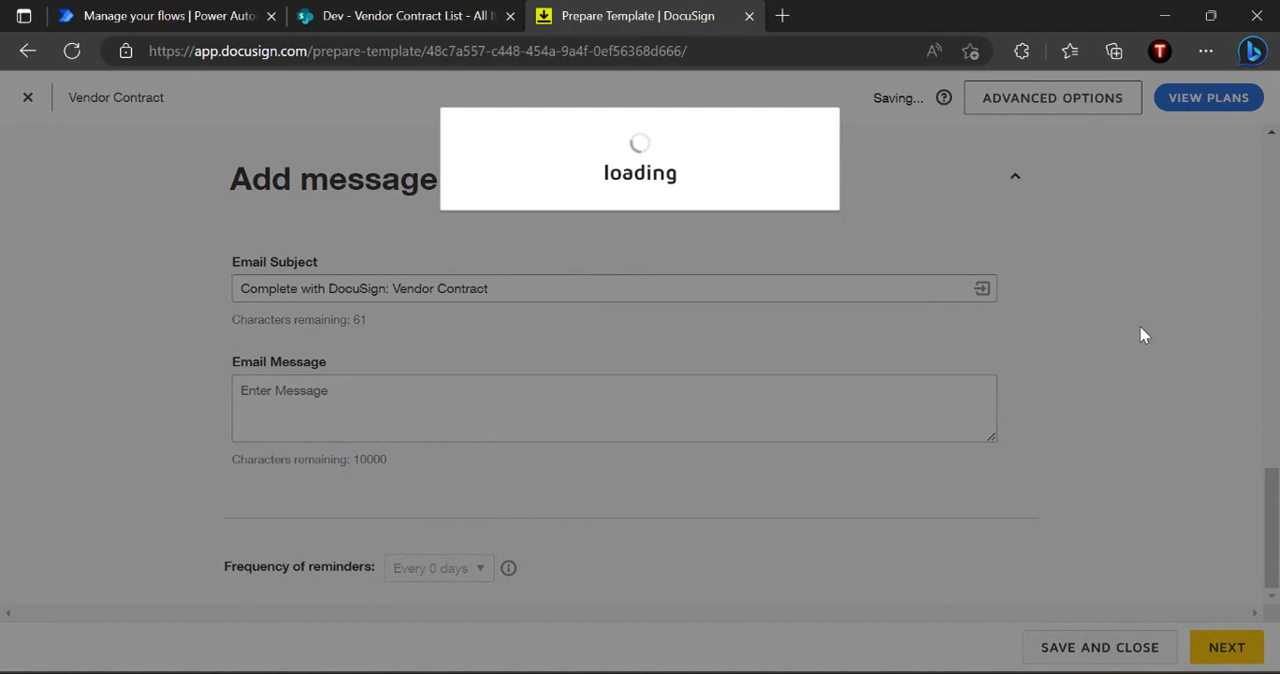 Manage your flows | Power Auto
Dev - Vendor Contract List - All I
Prepare Template | DocuSign
https://app.docusign.com/prepare-template/48c7a557-c448-454a-9a4f-0ef56368d666/
T
Vendor Contract
Saving...
ADVANCED OPTIONS
VIEW PLANS
loading
Add message
Email Subject
Complete with DocuSign: Vendor Contract
Characters remaining: 61
Email Message
Enter Message
Characters remaining: 10000
Frequency of reminders:
Every 0 days
SAVE AND CLOSE
NEXT